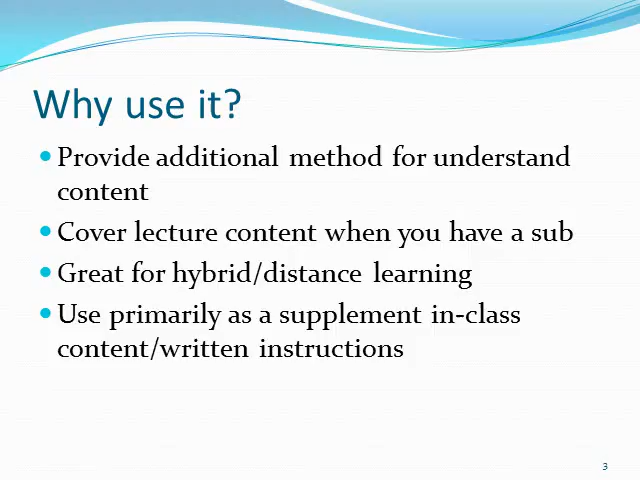 Why use it?
Provide additional method for understand
content
Cover lecture content when you have a sub
Great for hybrid/distance learning
Use primarily as a supplement in-class
content/written instructions
3